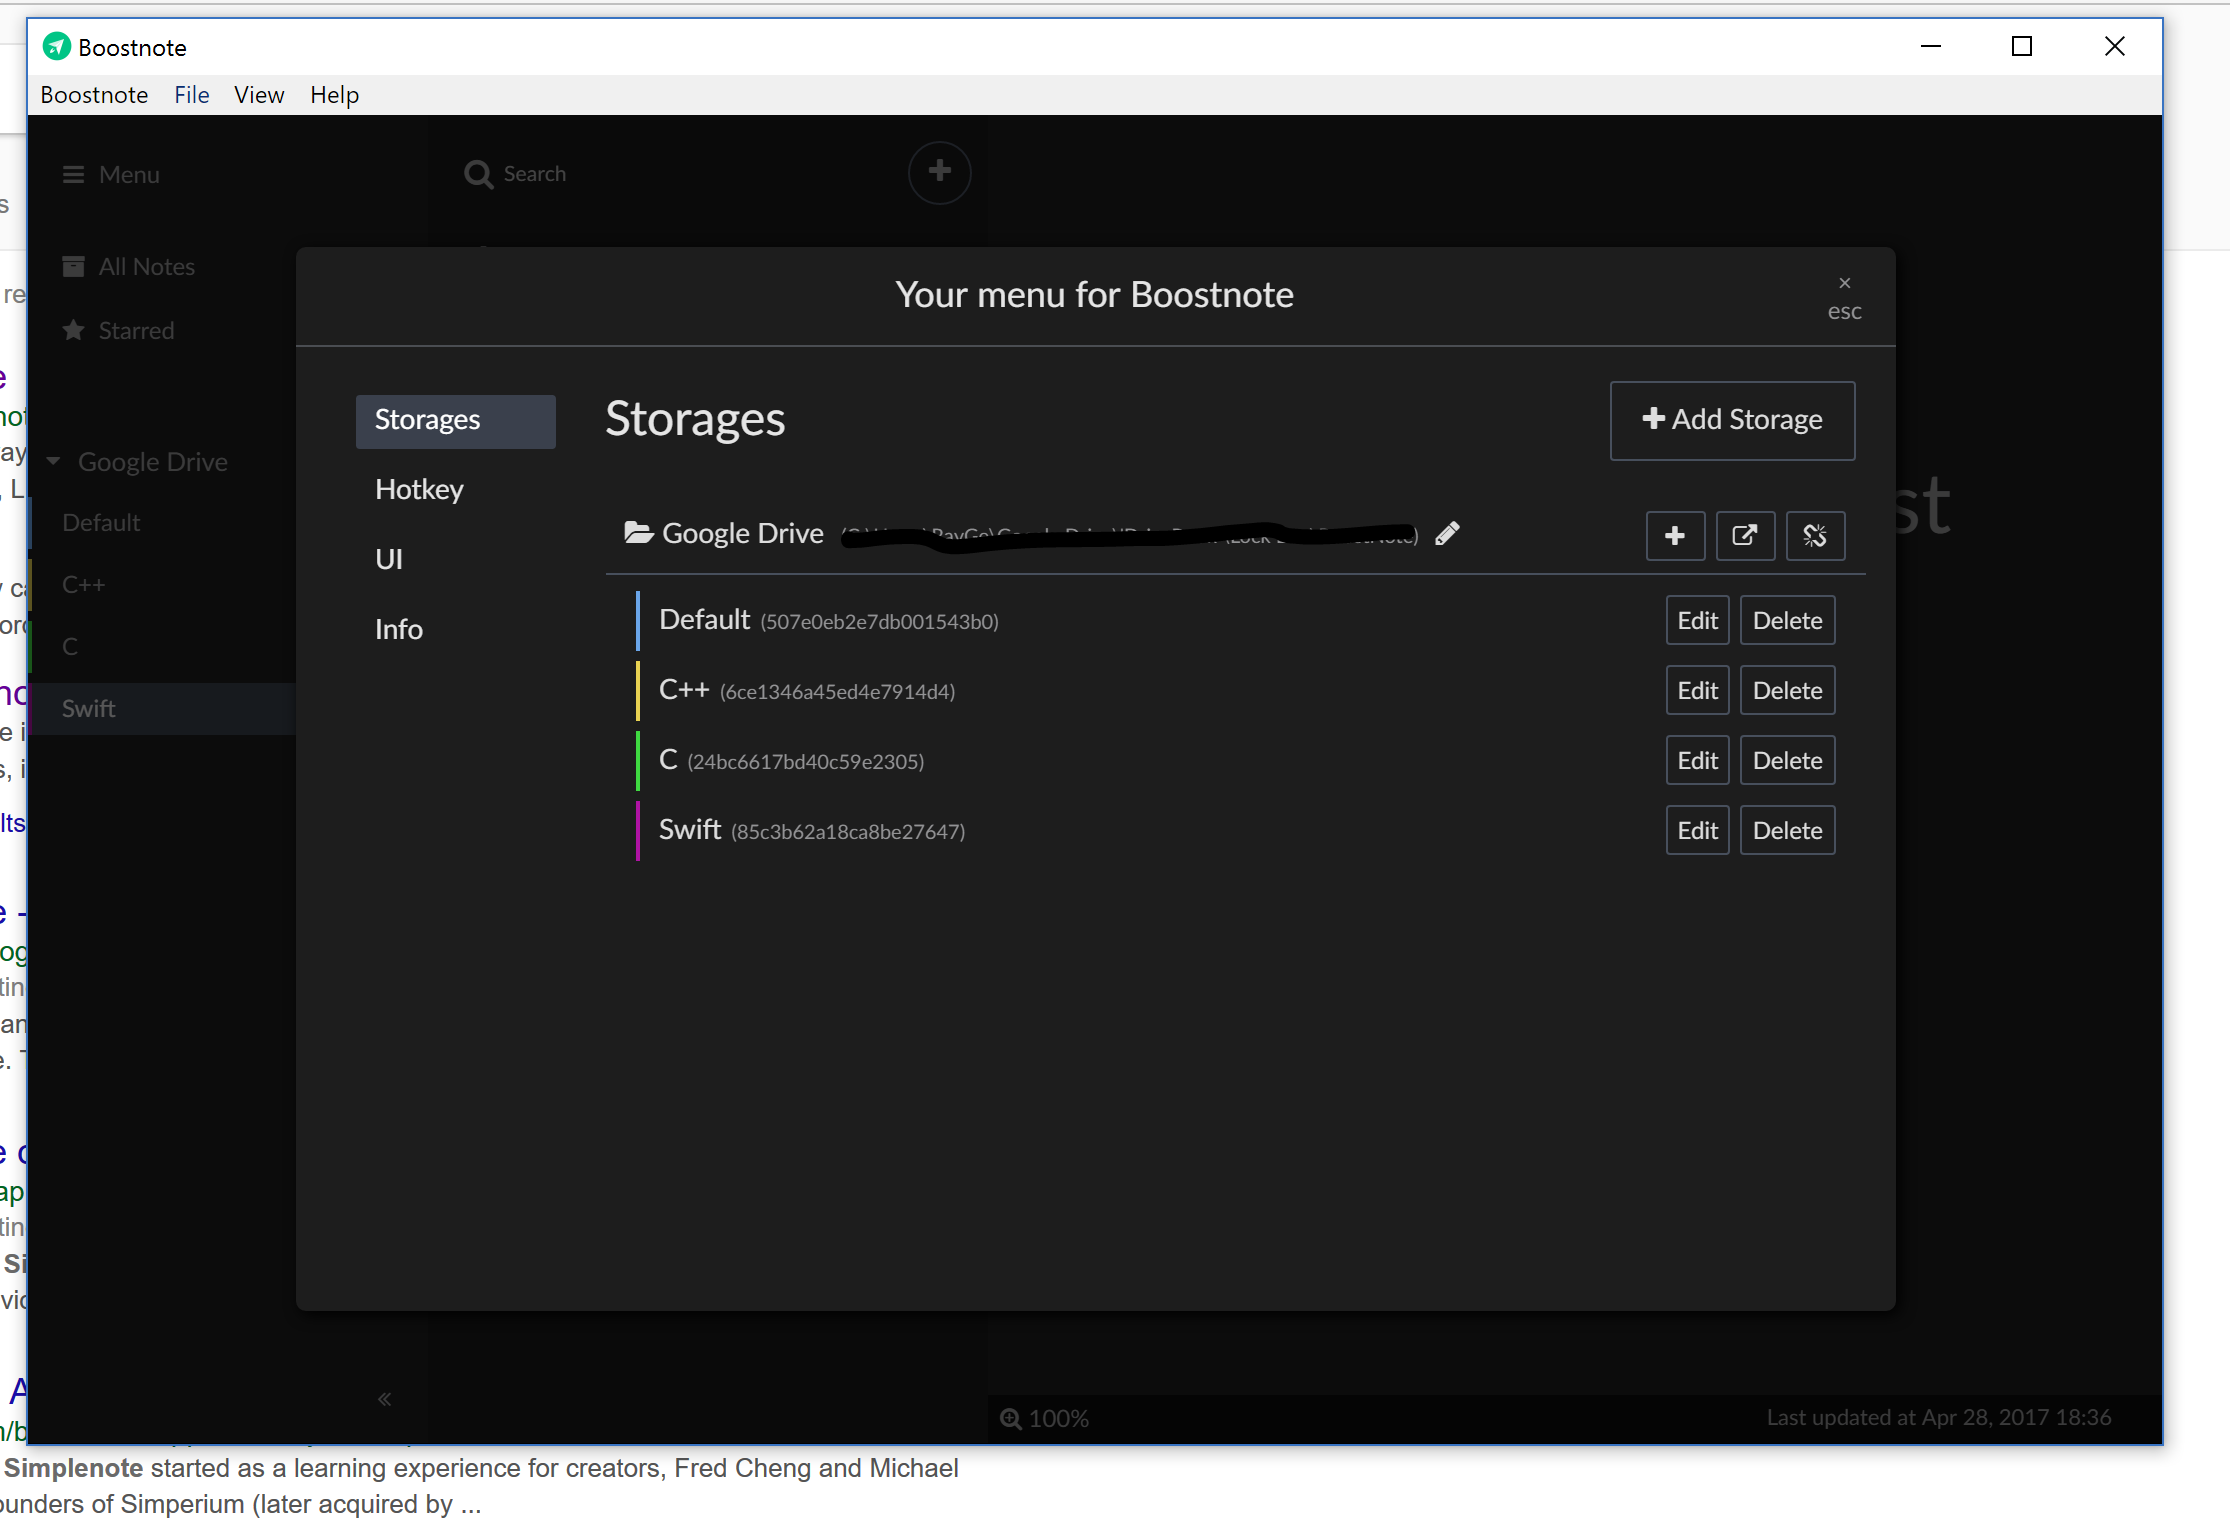 Boostnote
Boostnote File View Help
Menu
Search
All Notes
Starred
Google Drive
Default
C++
C
Swift
Your menu for Boostnote
×
esc
Storages
Hotkey
UI
Info
Storages
+ Add Storage
Google Drive
Default (507e0eb2e7db001543b0) Edit Delete
C++ (6ce1346a45ed4e7914d4) Edit Delete
C (24bc6617bd40c59e2305) Edit Delete
Swift (85c3b62a18ca8be27647) Edit Delete
st
«
100%
Last updated at Apr 28, 2017 18:36
Simplenote started as a learning experience for creators, Fred Cheng and Michael
ounders of Simperium (later acquired by ...